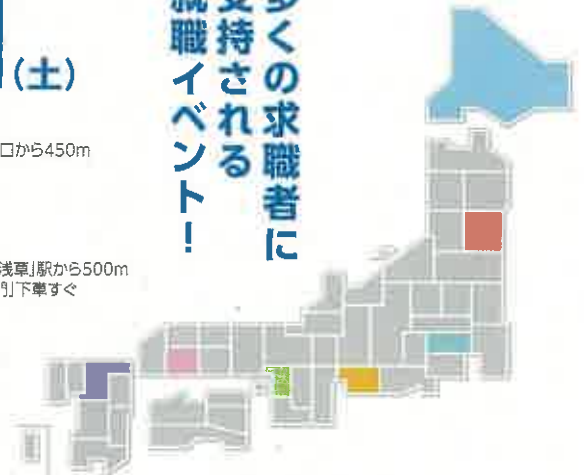 多くの求職者に
支持される
就職イベント！
(土)
口から450m
浅草」駅から500m
門」下車すぐ